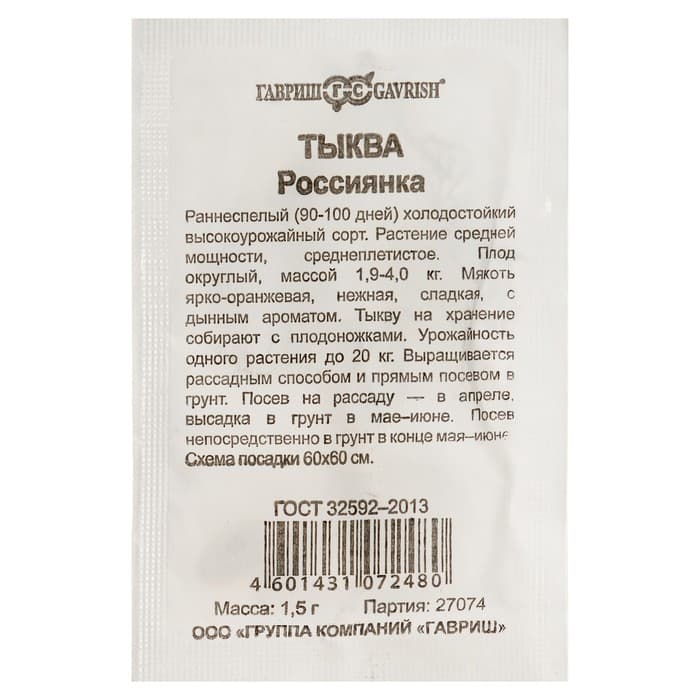 ГАВРИШ ГС GAVRISH®
ТЫКВА
Россиянка
Раннеспелый (90-100 дней) холодостойкий
высокоурожайный сорт. Растение средней
мощности, среднеплетистое. Плод
округлый, массой 1,9-4,0 кг. Мякоть
ярко-оранжевая, нежная, сладкая, с
дынным ароматом. Тыкву на хранение
собирают с плодоножками. Урожайность
одного растения до 20 кг. Выращивается
рассадным способом и прямым посевом в
грунт. Посев на рассаду — в апреле,
высадка в грунт в мае–июне. Посев
непосредственно в грунт в конце мая–июне
Схема посадки 60х60 см.
ГОСТ 32592–2013
4 601431 072480
Масса: 1,5 г Партия: 27074
ООО «ГРУППА КОМПАНИЙ «ГАВРИШ»